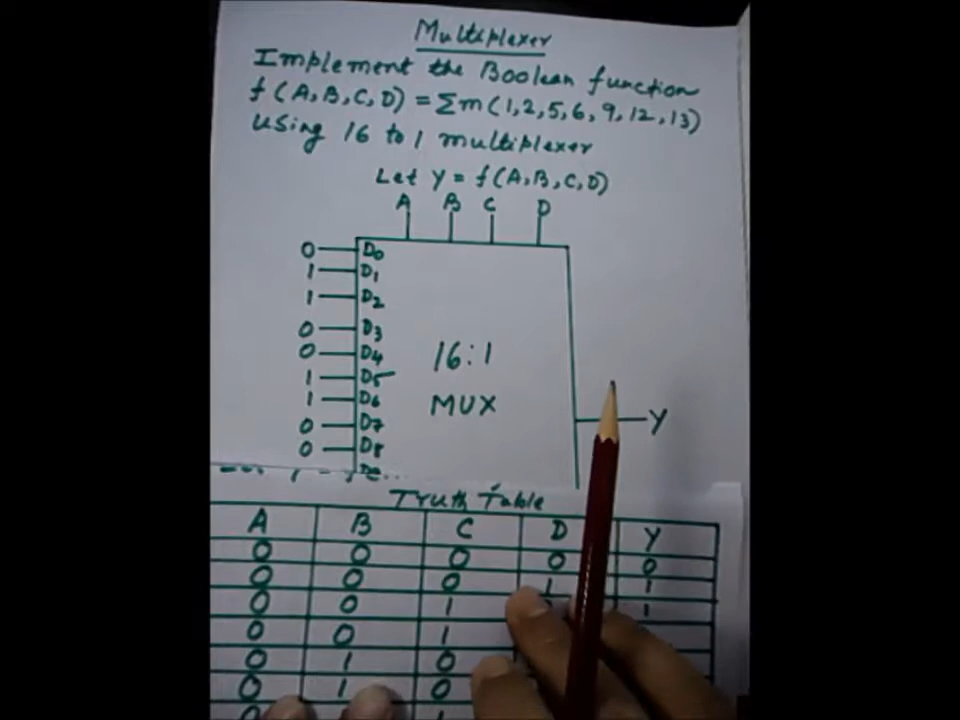 Multiplexer
Implement the Boolean function
f(A,B,C,D) = Σm(1,2,5,6,9,12,13)
using 16 to 1 multiplexer
Let Y = f(A,B,C,D)
A B C D
0 D0
1 D1
1 D2
0 D3
0 D4
1 D5
1 D6
0 D7
0 D8
16:1
MUX
Y
Truth Table
A B C D Y
0 0 0 0 0
0 0 0 1 1
0 0 1 1
0 0 1
0 1 0
0 1 0